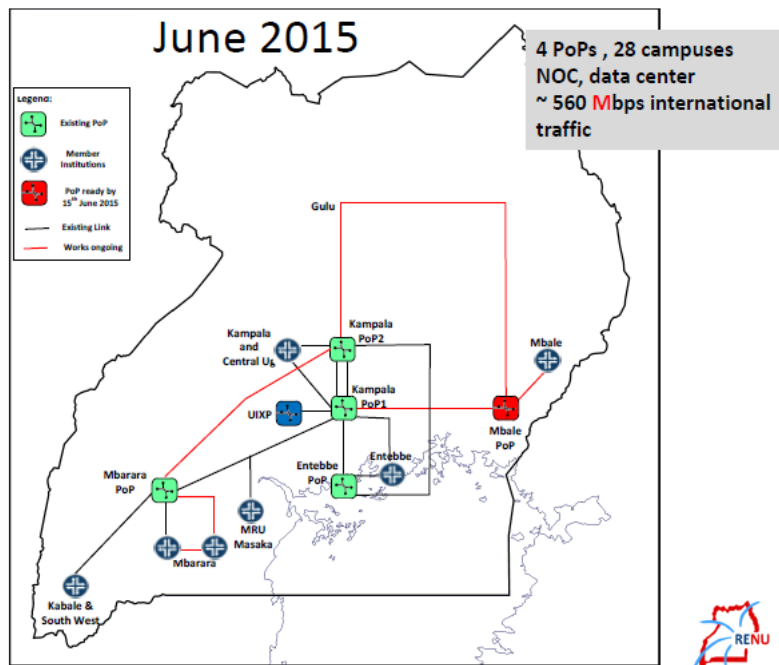 June 2015
4 PoPs , 28 campuses
NOC, data center
~ 560 Mbps international
traffic
Legend:
Existing PoP
Member
Institutions
PoP ready by
15th June 2015
Existing Link
Works ongoing
Gulu
Kampala
PoP2
Kampala
and
Central Ug
Mbale
Kampala
PoP1
UIXP
Mbale
PoP
Entebbe
Entebbe
PoP
Mbarara
PoP
MRU
Masaka
Mbarara
Kabale &
South West
RENU